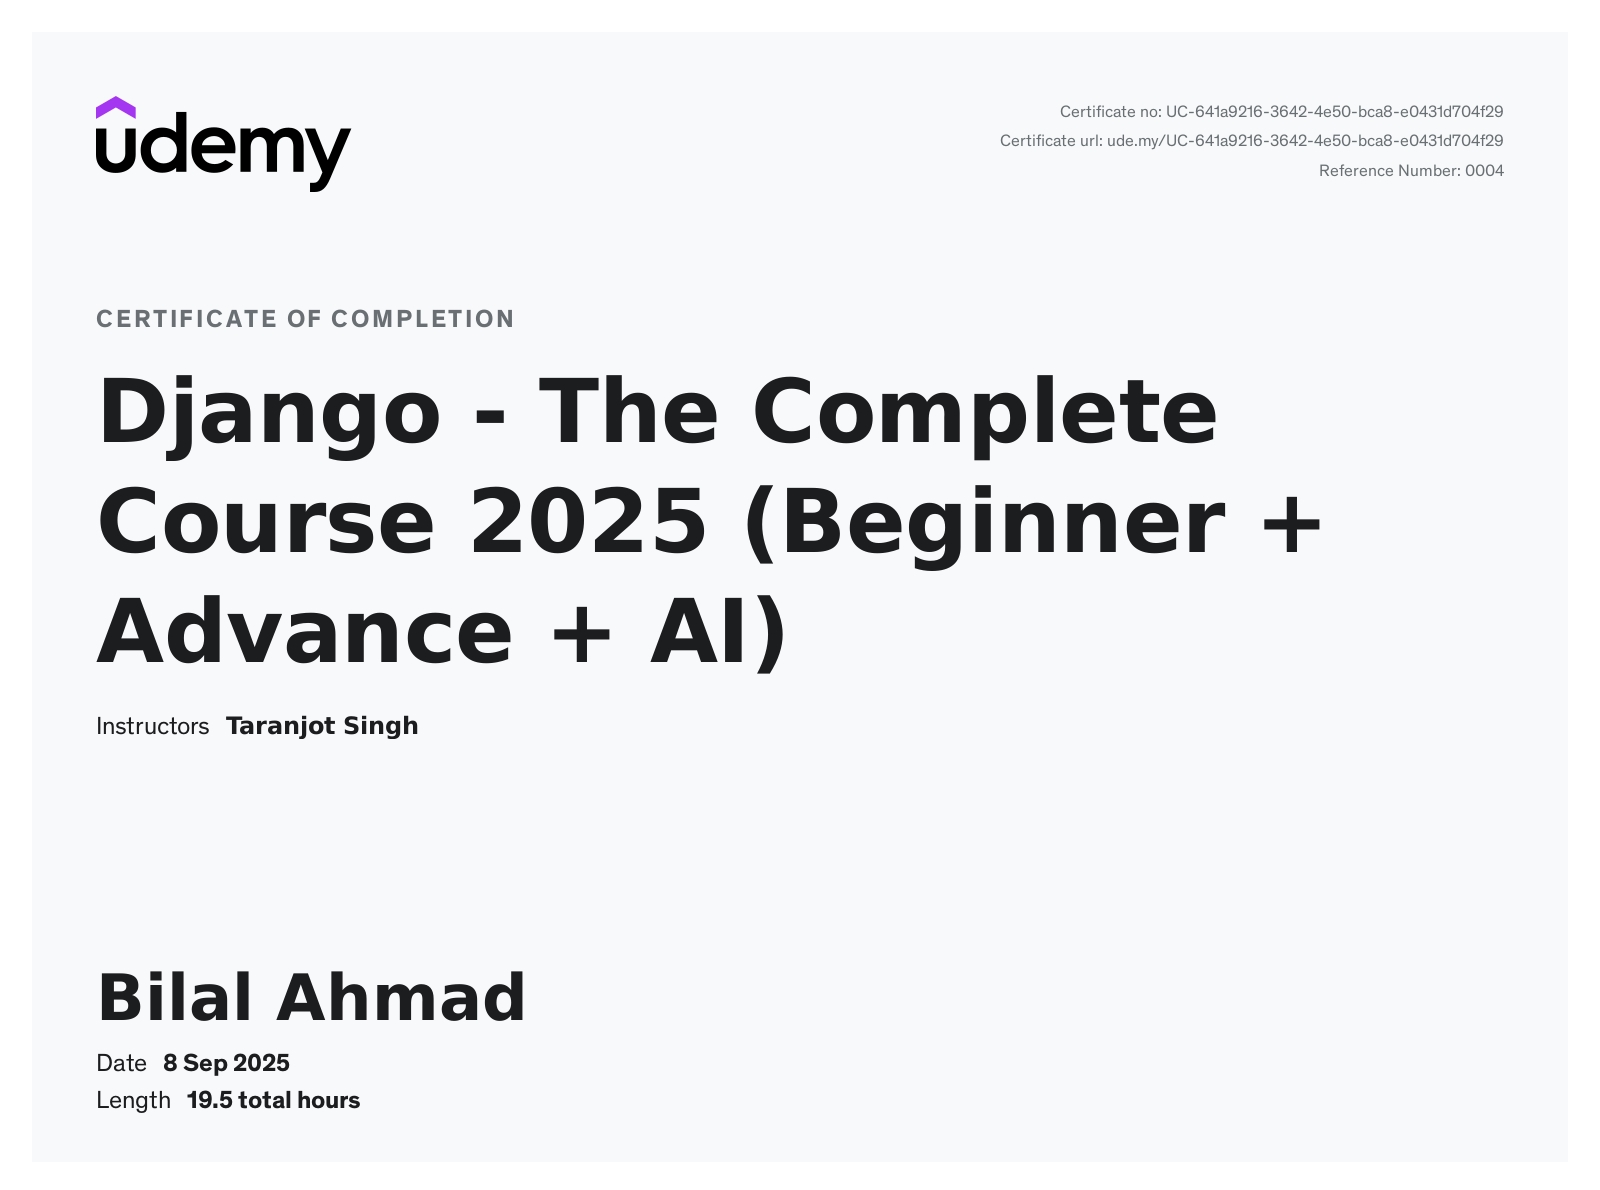 udemy
Certificate no: UC-641a9216-3642-4e50-bca8-e0431d704f29
Certificate url: ude.my/UC-641a9216-3642-4e50-bca8-e0431d704f29
Reference Number: 0004
CERTIFICATE OF COMPLETION
Django - The Complete
Course 2025 (Beginner +
Advance + AI)
Instructors Taranjot Singh
Bilal Ahmad
Date 8 Sep 2025
Length 19.5 total hours